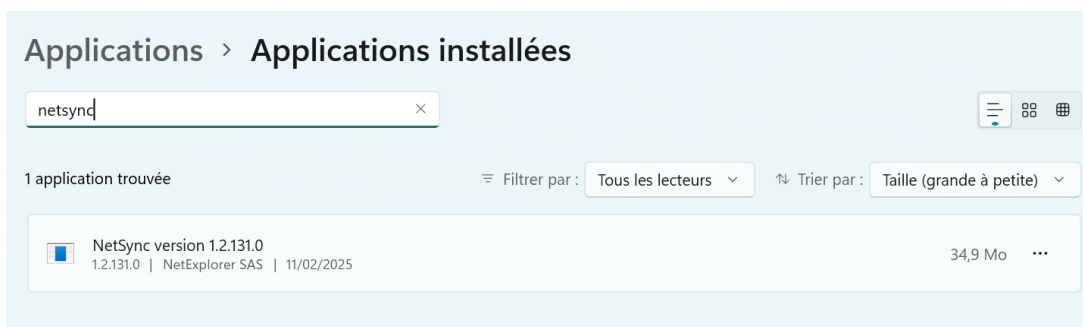 Applications > Applications installées
netsync
1 application trouvée
Filtrer par : Tous les lecteurs
Trier par : Taille (grande à petite)
NetSync version 1.2.131.0
34,9 Mo
1.2.131.0 | NetExplorer SAS | 11/02/2025